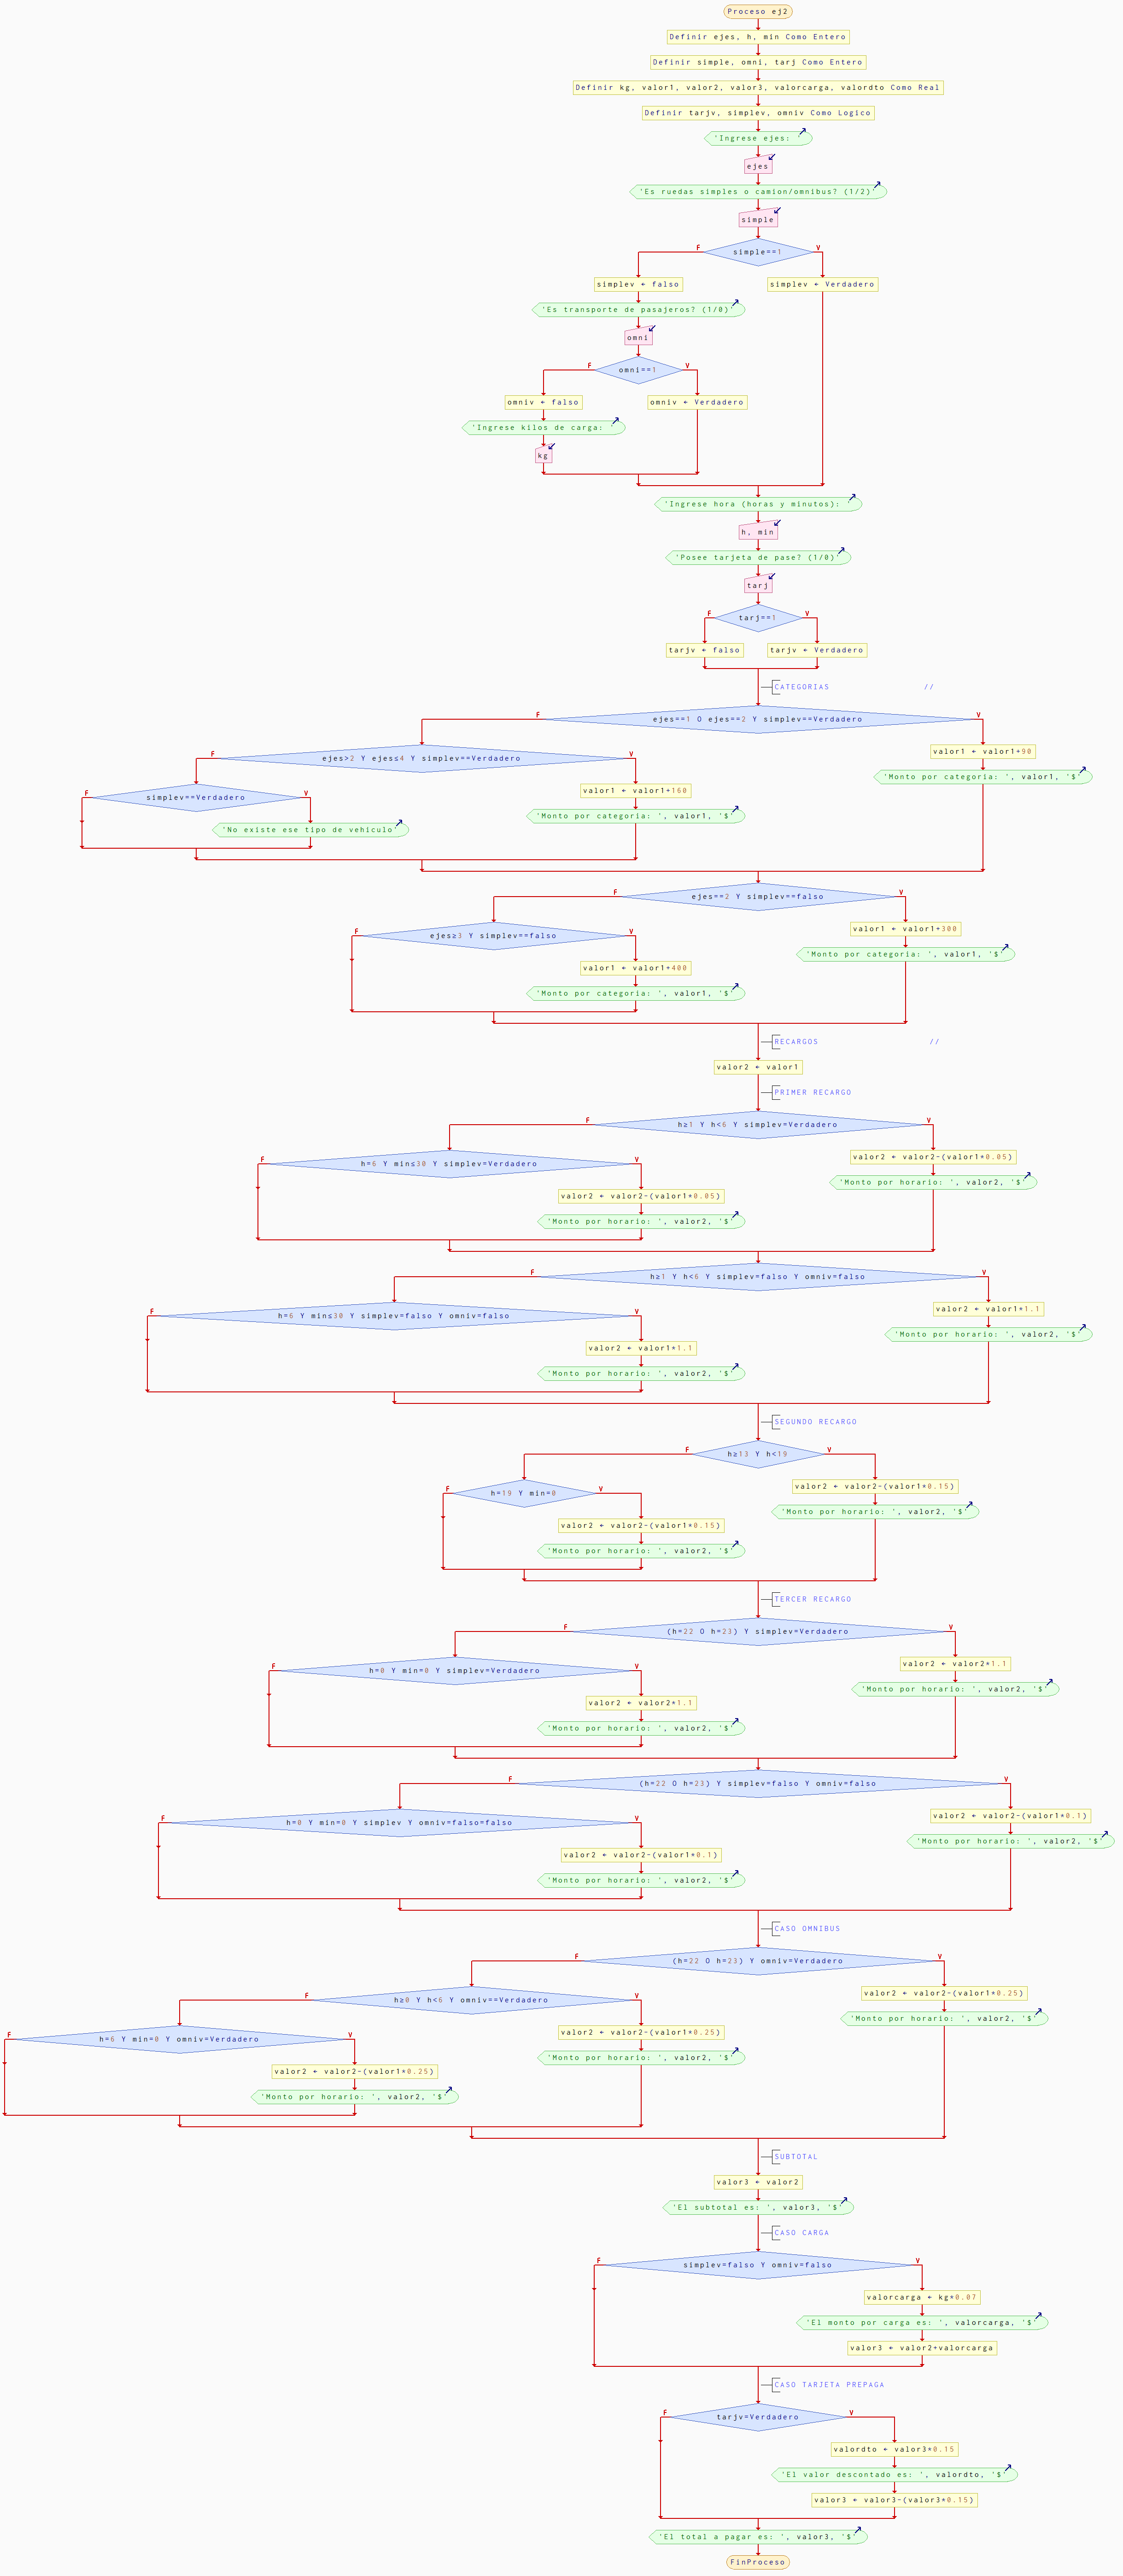 Proceso ej2
Definir ejes, h, min Como Entero
Definir simple, omni, tarj Como Entero
Definir kg, valor1, valor2, valor3, valorcarga, valordto Como Real
Definir tarjv, simplev, omniv Como Logico
'Ingrese ejes: '
ejes
'Es ruedas simples o camion/omnibus? (1/2)'
simple
simple==1
F
V
simplev ← falso
simplev ← Verdadero
'Es transporte de pasajeros? (1/0)'
omni
omni==1
F
V
omniv ← falso
omniv ← Verdadero
'Ingrese kilos de carga: '
kg
'Ingrese hora (horas y minutos): '
h, min
'Posee tarjeta de pase? (1/0)'
tarj
tarj==1
F
V
tarjv ← falso
tarjv ← Verdadero
CATEGORIAS //
F
V
ejes==1 O ejes==2 Y simplev==Verdadero
valor1 ← valor1+90
F
V
ejes>2 Y ejes≤4 Y simplev==Verdadero
'Monto por categoria: ', valor1, '$'
valor1 ← valor1+160
F
V
simplev==Verdadero
'Monto por categoria: ', valor1, '$'
'No existe ese tipo de vehiculo'
F
V
ejes==2 Y simplev==falso
valor1 ← valor1+300
F
V
ejes≥3 Y simplev==falso
'Monto por categoria: ', valor1, '$'
valor1 ← valor1+400
'Monto por categoria: ', valor1, '$'
RECARGOS //
valor2 ← valor1
PRIMER RECARGO
F
V
h≥1 Y h<6 Y simplev=Verdadero
valor2 ← valor2-(valor1*0.05)
F
V
h=6 Y min≤30 Y simplev=Verdadero
'Monto por horario: ', valor2, '$'
valor2 ← valor2-(valor1*0.05)
'Monto por horario: ', valor2, '$'
F
V
h≥1 Y h<6 Y simplev=falso Y omniv=falso
valor2 ← valor1*1.1
F
V
h=6 Y min≤30 Y simplev=falso Y omniv=falso
'Monto por horario: ', valor2, '$'
valor2 ← valor1*1.1
'Monto por horario: ', valor2, '$'
SEGUNDO RECARGO
F
V
h≥13 Y h<19
valor2 ← valor2-(valor1*0.15)
F
V
h=19 Y min=0
'Monto por horario: ', valor2, '$'
valor2 ← valor2-(valor1*0.15)
'Monto por horario: ', valor2, '$'
TERCER RECARGO
F
V
(h=22 O h=23) Y simplev=Verdadero
valor2 ← valor2*1.1
F
V
h=0 Y min=0 Y simplev=Verdadero
'Monto por horario: ', valor2, '$'
valor2 ← valor2*1.1
'Monto por horario: ', valor2, '$'
F
V
(h=22 O h=23) Y simplev=falso Y omniv=falso
valor2 ← valor2-(valor1*0.1)
F
V
h=0 Y min=0 Y simplev Y omniv=falso=falso
'Monto por horario: ', valor2, '$'
valor2 ← valor2-(valor1*0.1)
'Monto por horario: ', valor2, '$'
CASO OMNIBUS
F
V
(h=22 O h=23) Y omniv=Verdadero
valor2 ← valor2-(valor1*0.25)
F
V
h≥0 Y h<6 Y omniv==Verdadero
'Monto por horario: ', valor2, '$'
valor2 ← valor2-(valor1*0.25)
F
V
h=6 Y min=0 Y omniv=Verdadero
'Monto por horario: ', valor2, '$'
valor2 ← valor2-(valor1*0.25)
'Monto por horario: ', valor2, '$'
SUBTOTAL
valor3 ← valor2
'El subtotal es: ', valor3, '$'
CASO CARGA
F
V
simplev=falso Y omniv=falso
valorcarga ← kg*0.07
'El monto por carga es: ', valorcarga, '$'
valor3 ← valor2+valorcarga
CASO TARJETA PREPAGA
F
V
tarjv=Verdadero
valordto ← valor3*0.15
'El valor descontado es: ', valordto, '$'
valor3 ← valor3-(valor3*0.15)
'El total a pagar es: ', valor3, '$'
FinProceso